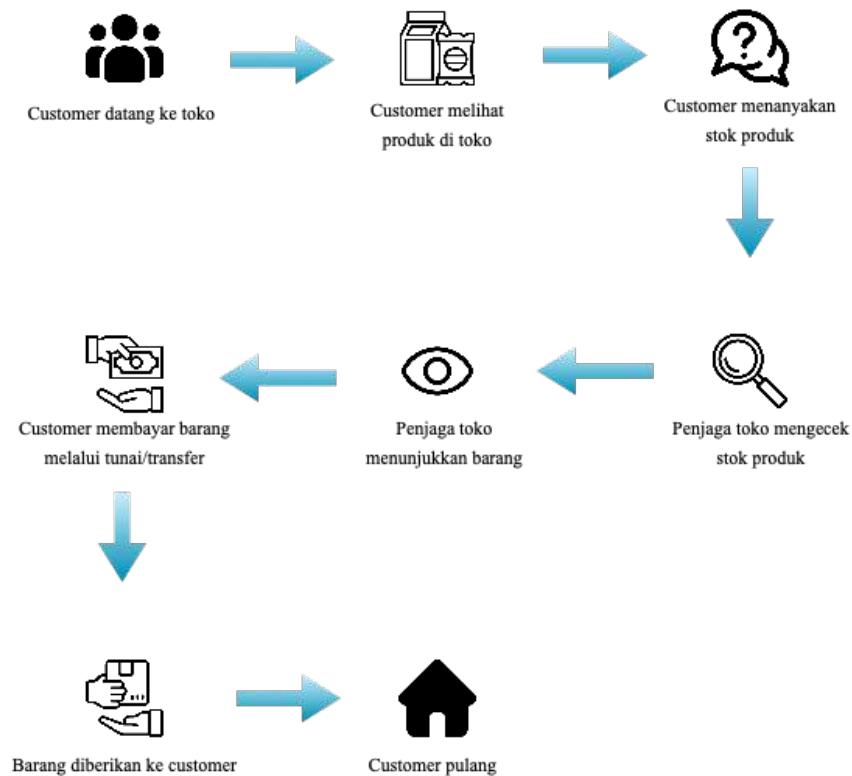 Customer datang ke toko
Customer melihat
produk di toko
Customer menanyakan
stok produk
Penjaga toko mengecek
stok produk
Penjaga toko
menunjukkan barang
Customer membayar barang
melalui tunai/transfer
Barang diberikan ke customer
Customer pulang